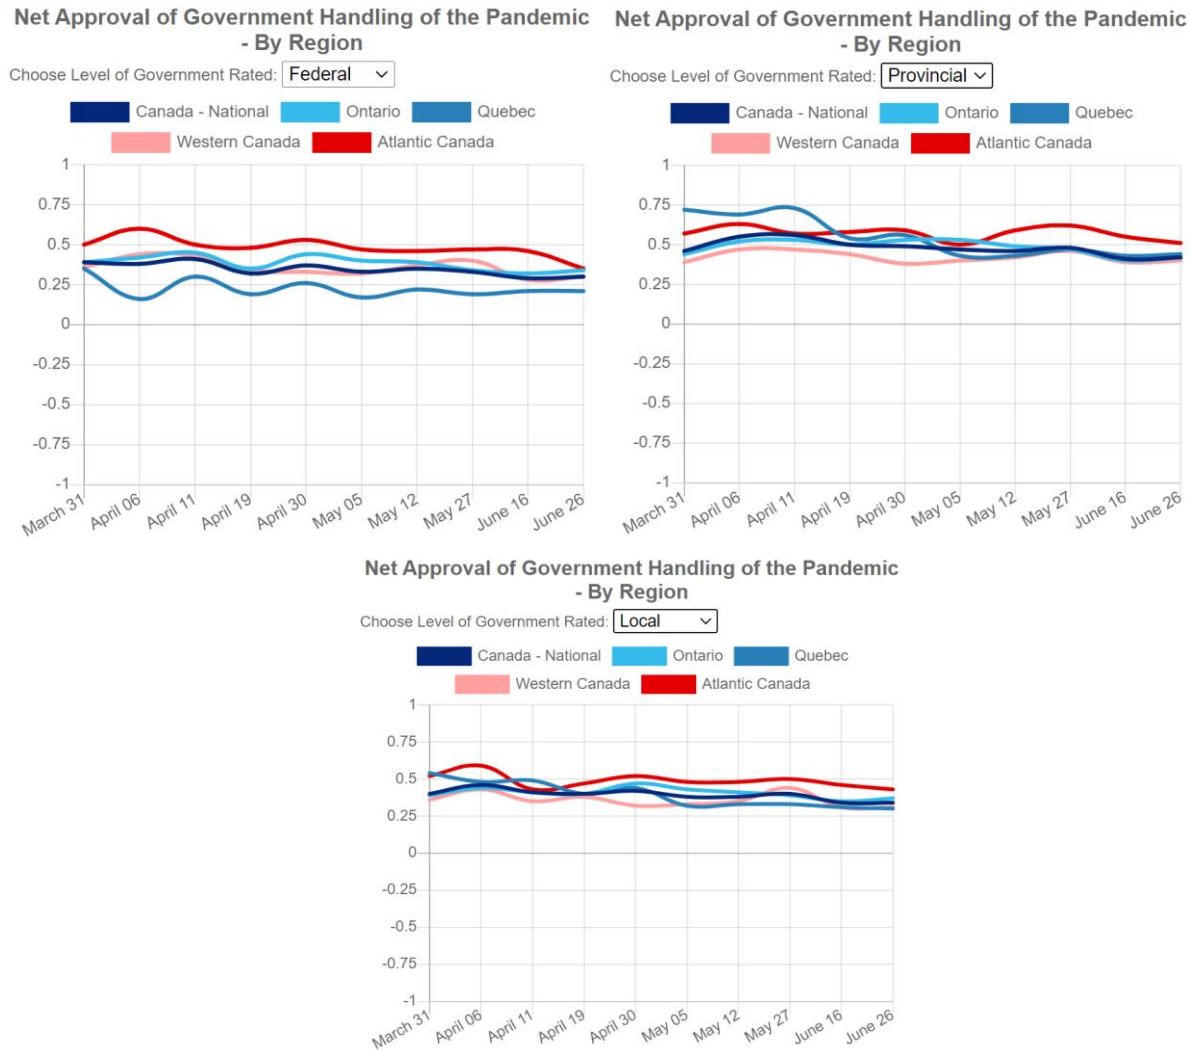 Net Approval of Government Handling of the Pandemic
- By Region
Choose Level of Government Rated: Federal
Canada - National Ontario Quebec
Western Canada Atlantic Canada
1
0.75
0.5
0.25
0
-0.25
-0.5
-0.75
-1
March 31 April 06 April 11 April 19 April 30 May 05 May 12 May 27 June 16 June 26
Net Approval of Government Handling of the Pandemic
- By Region
Choose Level of Government Rated: Provincial
Canada - National Ontario Quebec
Western Canada Atlantic Canada
1
0.75
0.5
0.25
0
-0.25
-0.5
-0.75
-1
March 31 April 06 April 11 April 19 April 30 May 05 May 12 May 27 June 16 June 26
Net Approval of Government Handling of the Pandemic
- By Region
Choose Level of Government Rated: Local
Canada - National Ontario Quebec
Western Canada Atlantic Canada
1
0.75
0.5
0.25
0
-0.25
-0.5
-0.75
-1
March 31 April 06 April 11 April 19 April 30 May 05 May 12 May 27 June 16 June 26